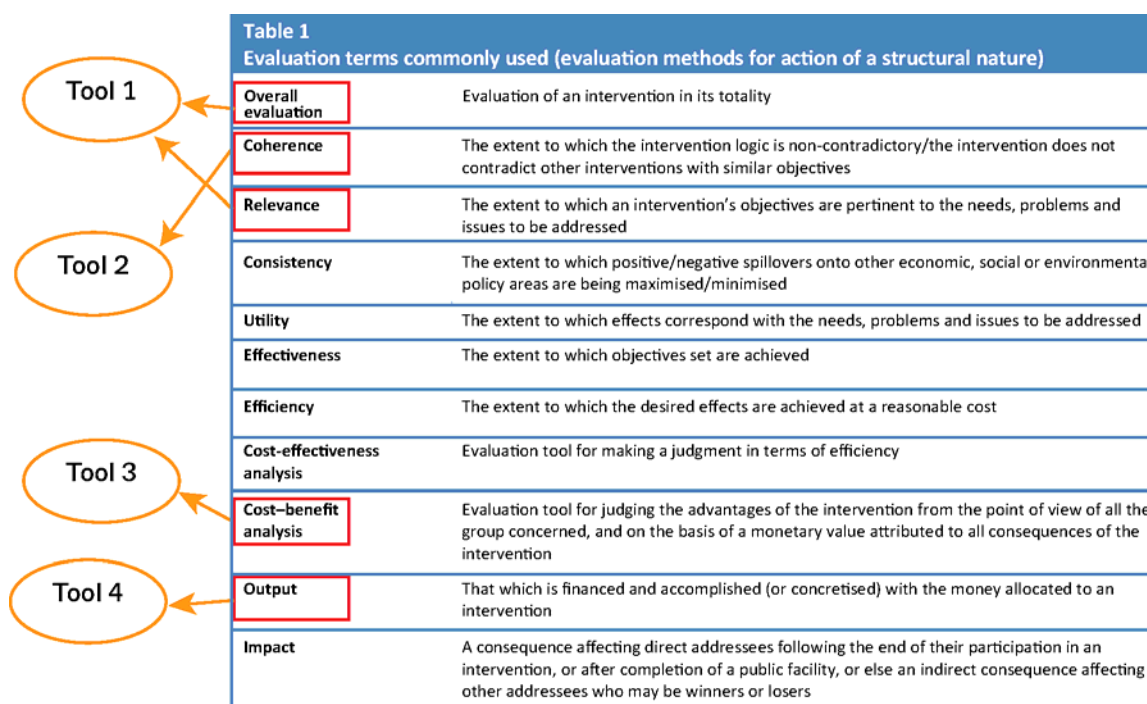 Table 1
Evaluation terms commonly used (evaluation methods for action of a structural nature)
Tool 1
Overall
evaluation
Evaluation of an intervention in its totality
Coherence
The extent to which the intervention logic is non-contradictory/the intervention does not
contradict other interventions with similar objectives
Relevance
The extent to which an intervention's objectives are pertinent to the needs, problems and
issues to be addressed
Tool 2
Consistency
The extent to which positive/negative spillovers onto other economic, social or environmenta
policy areas are being maximised/minimised
Utility
The extent to which effects correspond with the needs, problems and issues to be addressed
Effectiveness
The extent to which objectives set are achieved
Efficiency
The extent to which the desired effects are achieved at a reasonable cost
Tool 3
Cost-effectiveness
analysis
Evaluation tool for making a judgment in terms of efficiency
Cost–benefit
analysis
Evaluation tool for judging the advantages of the intervention from the point of view of all the
group concerned, and on the basis of a monetary value attributed to all consequences of the
intervention
Tool 4
Output
That which is financed and accomplished (or concretised) with the money allocated to an
intervention
Impact
A consequence affecting direct addressees following the end of their participation in an
intervention, or after completion of a public facility, or else an indirect consequence affecting
other addressees who may be winners or losers